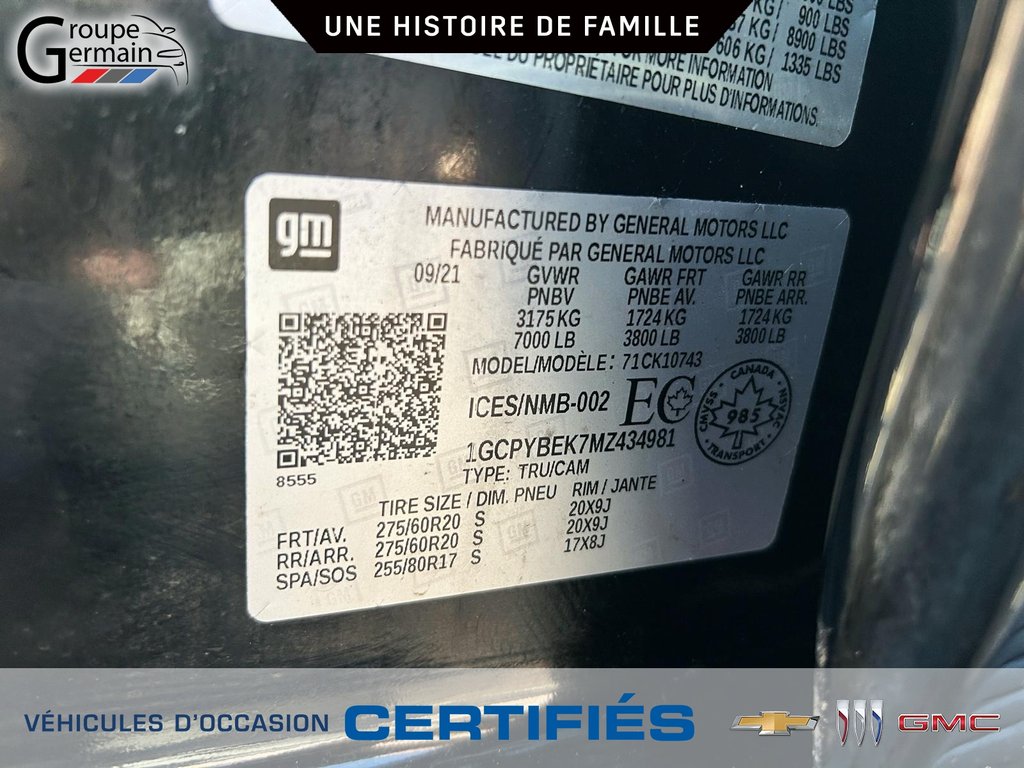 UNE HISTOIRE DE FAMILLE
Groupe
Germain
900 LBS
8900 LBS
606 KG/ 1335 LBS
FOR MORE INFORMATION
DU PROPRIÉTAIRE POUR PLUS D'INFORMATIONS.
gm
MANUFACTURED BY GENERAL MOTORS LLC
FABRIQUÉ PAR GENERAL MOTORS LLC
09/21 GVWR GAWR FRT GAWR RR
PNBV PNBE AV. PNBE ARR.
3175 KG 1724 KG 1724 KG
7000 LB 3800 LB 3800 LB
MODEL/MODÈLE: 71CK10743
ICES/NMB-002 EC
CANADA
CMVSS 985 NSVAC
TRANSPORT
1GCPYBEK7MZ434981
8555
TYPE: TRU/CAM
TIRE SIZE / DIM. PNEU RIM / JANTE
FRT/AV. 275/60R20 S 20X9J
RR/ARR. 275/60R20 S 20X9J
SPA/SOS 255/80R17 S 17X8J
VÉHICULES D'OCCASION CERTIFIÉS
GMC